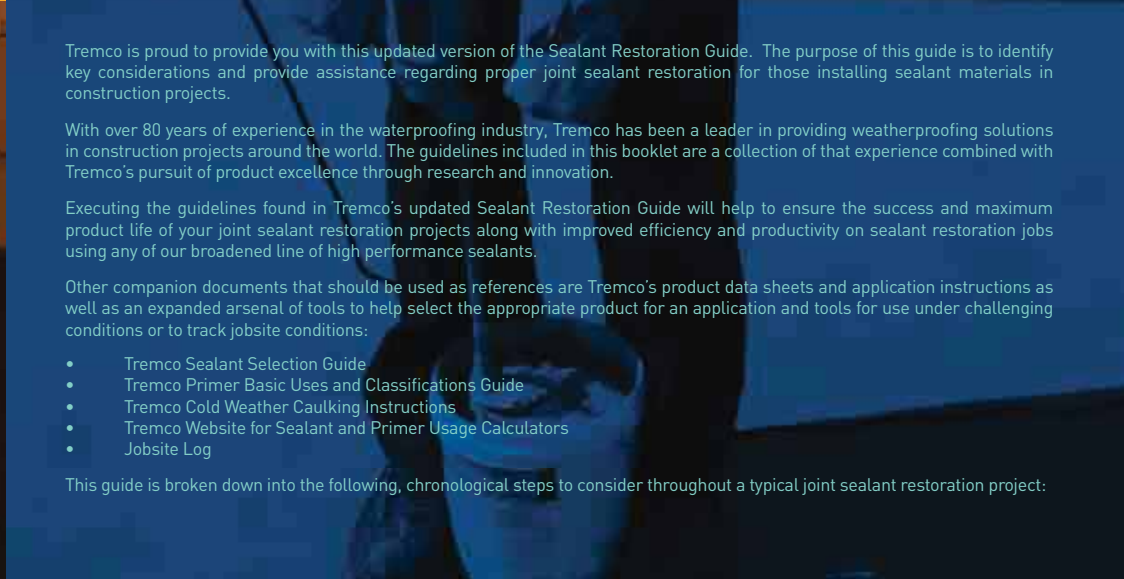 Tremco is proud to provide you with this updated version of the Sealant Restoration Guide. The purpose of this guide is to identify
key considerations and provide assistance regarding proper joint sealant restoration for those installing sealant materials in
construction projects.
With over 80 years of experience in the waterproofing industry, Tremco has been a leader in providing weatherproofing solutions
in construction projects around the world. The guidelines included in this booklet are a collection of that experience combined with
Tremco's pursuit of product excellence through research and innovation.
Executing the guidelines found in Tremco's updated Sealant Restoration Guide will help to ensure the success and maximum
product life of your joint sealant restoration projects along with improved efficiency and productivity on sealant restoration jobs
using any of our broadened line of high performance sealants.
Other companion documents that should be used as references are Tremco's product data sheets and application instructions as
well as an expanded arsenal of tools to help select the appropriate product for an application and tools for use under challenging
conditions or to track jobsite conditions:
• Tremco Sealant Selection Guide
• Tremco Primer Basic Uses and Classifications Guide
• Tremco Cold Weather Caulking Instructions
• Tremco Website for Sealant and Primer Usage Calculators
• Jobsite Log
This guide is broken down into the following, chronological steps to consider throughout a typical joint sealant restoration project: